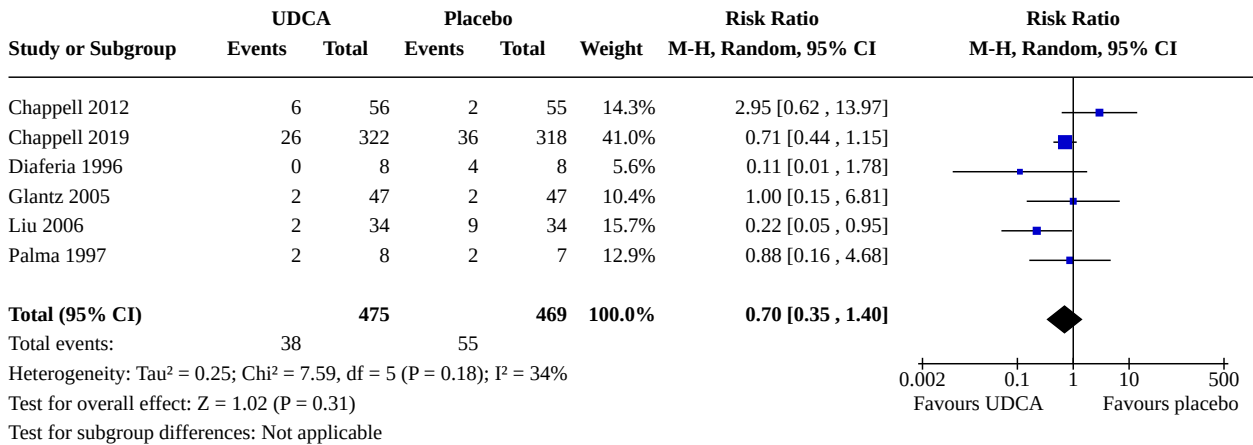 UDCA Placebo Risk Ratio Risk Ratio
Study or Subgroup Events Total Events Total Weight M-H, Random, 95% CI M-H, Random, 95% CI
Chappell 2012 6 56 2 55 14.3% 2.95 [0.62 , 13.97]
Chappell 2019 26 322 36 318 41.0% 0.71 [0.44 , 1.15]
Diaferia 1996 0 8 4 8 5.6% 0.11 [0.01 , 1.78]
Glantz 2005 2 47 2 47 10.4% 1.00 [0.15 , 6.81]
Liu 2006 2 34 9 34 15.7% 0.22 [0.05 , 0.95]
Palma 1997 2 8 2 7 12.9% 0.88 [0.16 , 4.68]
Total (95% CI) 475 469 100.0% 0.70 [0.35 , 1.40]
Total events: 38 55
Heterogeneity: Tau² = 0.25; Chi² = 7.59, df = 5 (P = 0.18); I² = 34%
0.002 0.1 1 10 500
Test for overall effect: Z = 1.02 (P = 0.31)
Favours UDCA Favours placebo
Test for subgroup differences: Not applicable